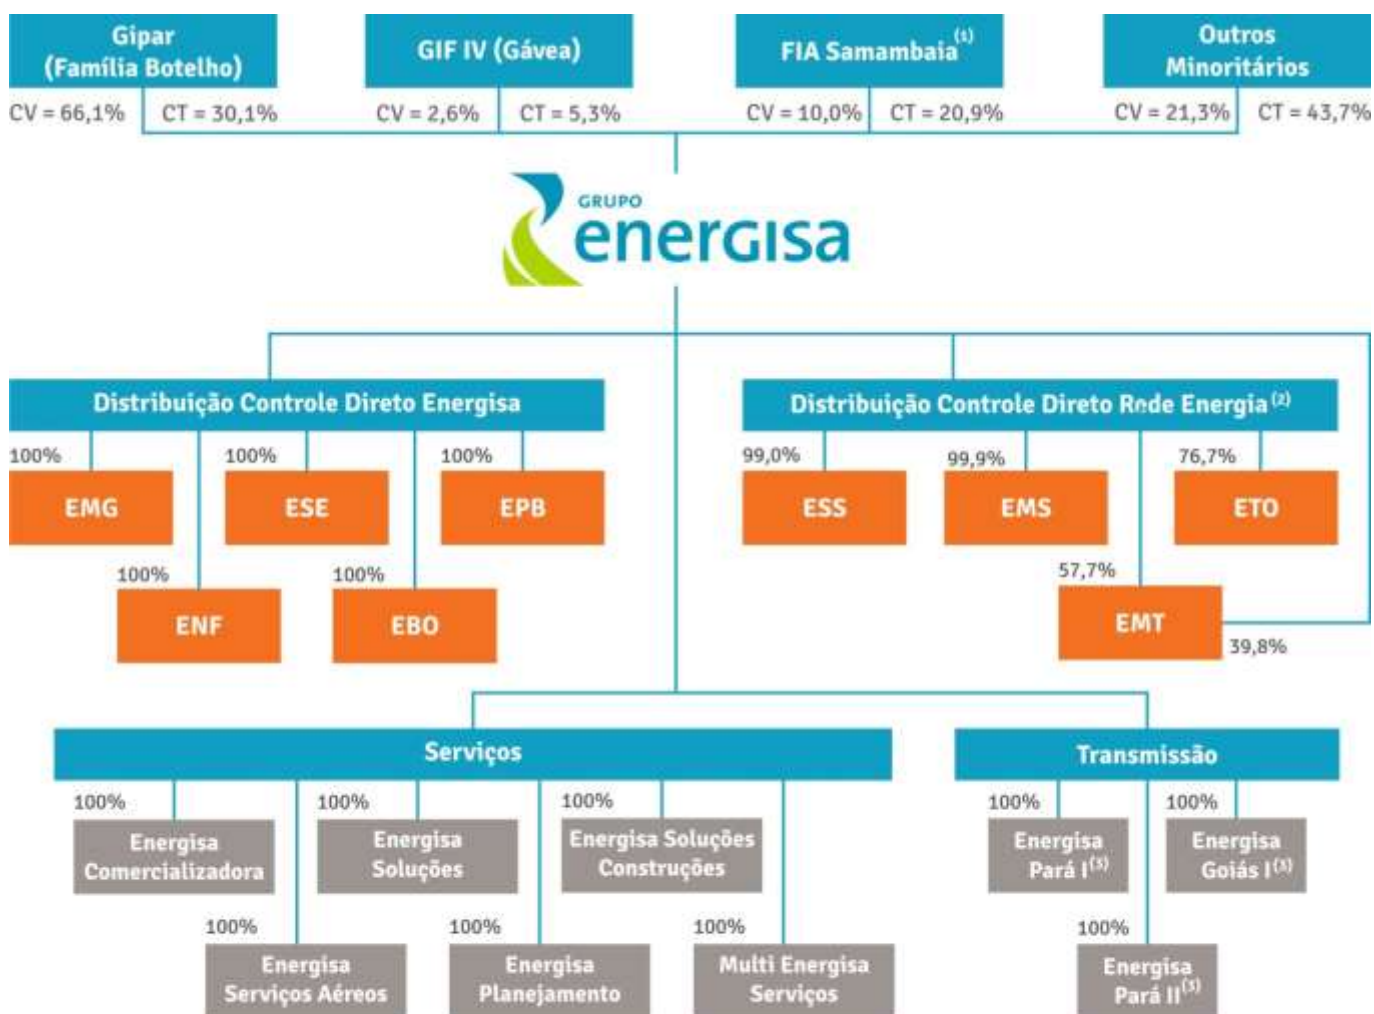 Gipar
(Família Botelho)
GIF IV (Gávea)
FIA Samambaia(1)
Outros
Minoritários
CV = 66,1%
CT = 30,1%
CV = 2,6%
CT = 5,3%
CV = 10,0%
CT = 20,9%
CV = 21,3%
CT = 43,7%
GRUPO
energisa
Distribuição Controle Direto Energisa
100%
EMG
100%
ESE
100%
EPB
100%
ENF
100%
EBO
Distribuição Controle Direto Rede Energia(2)
99,0%
ESS
99,9%
EMS
76,7%
ETO
57,7%
EMT
39,8%
Serviços
100%
Energisa
Comercializadora
100%
Energisa
Soluções
100%
Energisa Soluções
Construções
100%
Energisa
Serviços Aéreos
100%
Energisa
Planejamento
100%
Multi Energisa
Serviços
Transmissão
100%
Energisa
Pará I(3)
100%
Energisa
Goiás I(3)
100%
Energisa
Pará II(3)